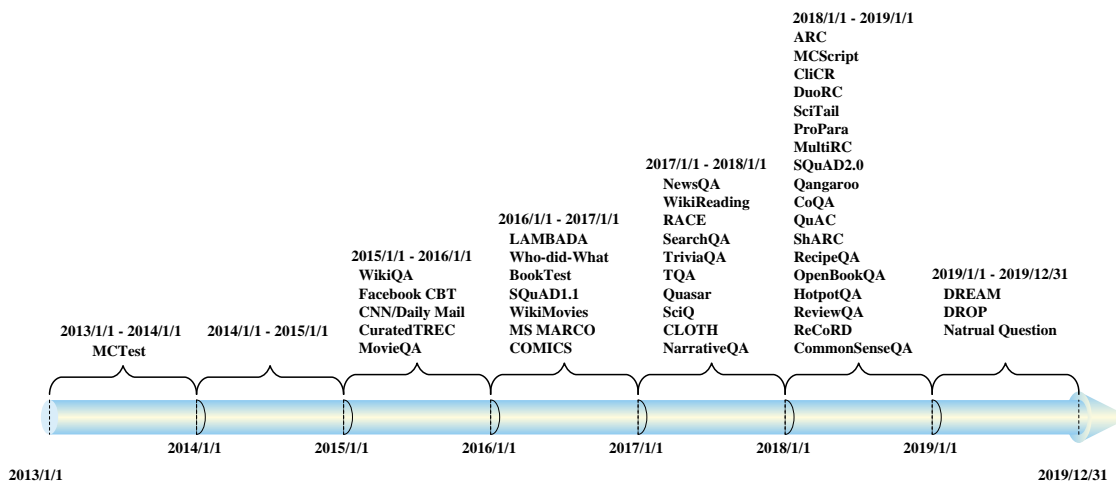 2013/1/1 - 2014/1/1
MCTest
2014/1/1 - 2015/1/1
2015/1/1 - 2016/1/1
WikiQA
Facebook CBT
CNN/Daily Mail
CuratedTREC
MovieQA
2016/1/1 - 2017/1/1
LAMBADA
Who-did-What
BookTest
SQuAD1.1
WikiMovies
MS MARCO
COMICS
2017/1/1 - 2018/1/1
NewsQA
WikiReading
RACE
SearchQA
TriviaQA
TQA
Quasar
SciQ
CLOTH
NarrativeQA
2018/1/1 - 2019/1/1
ARC
MCScript
CliCR
DuoRC
SciTail
ProPara
MultiRC
SQuAD2.0
Qangaroo
CoQA
QuAC
ShARC
RecipeQA
OpenBookQA
HotpotQA
ReviewQA
ReCoRD
CommonSenseQA
2019/1/1 - 2019/12/31
DREAM
DROP
Natrual Question
2014/1/1
2015/1/1
2016/1/1
2017/1/1
2018/1/1
2019/1/1
2013/1/1
2019/12/31